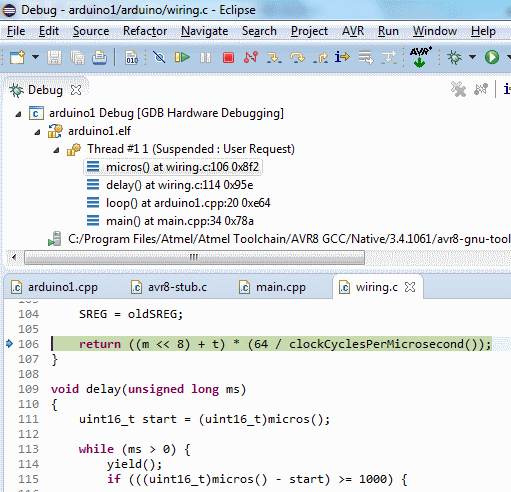 Debug - arduino1/arduino/wiring.c - Eclipse
File Edit Source Refactor Navigate Search Project AVR Run Window Help
010 AVR
Debug
i
arduino1 Debug [GDB Hardware Debugging]
arduino1.elf
Thread #1 1 (Suspended : User Request)
micros() at wiring.c:106 0x8f2
delay() at wiring.c:114 0x95e
loop() at arduino1.cpp:20 0xe64
main() at main.cpp:34 0x78a
C:/Program Files/Atmel/Atmel Toolchain/AVR8 GCC/Native/3.4.1061/avr8-gnu-tool
arduino1.cpp avr8-stub.c main.cpp wiring.c
103
104 SREG = oldSREG;
105
106 return ((m << 8) + t) * (64 / clockCyclesPerMicrosecond());
107 }
108
109 void delay(unsigned long ms)
110 {
111 uint16_t start = (uint16_t)micros();
112
113 while (ms > 0) {
114 yield();
115 if (((uint16_t)micros() - start) >= 1000) {